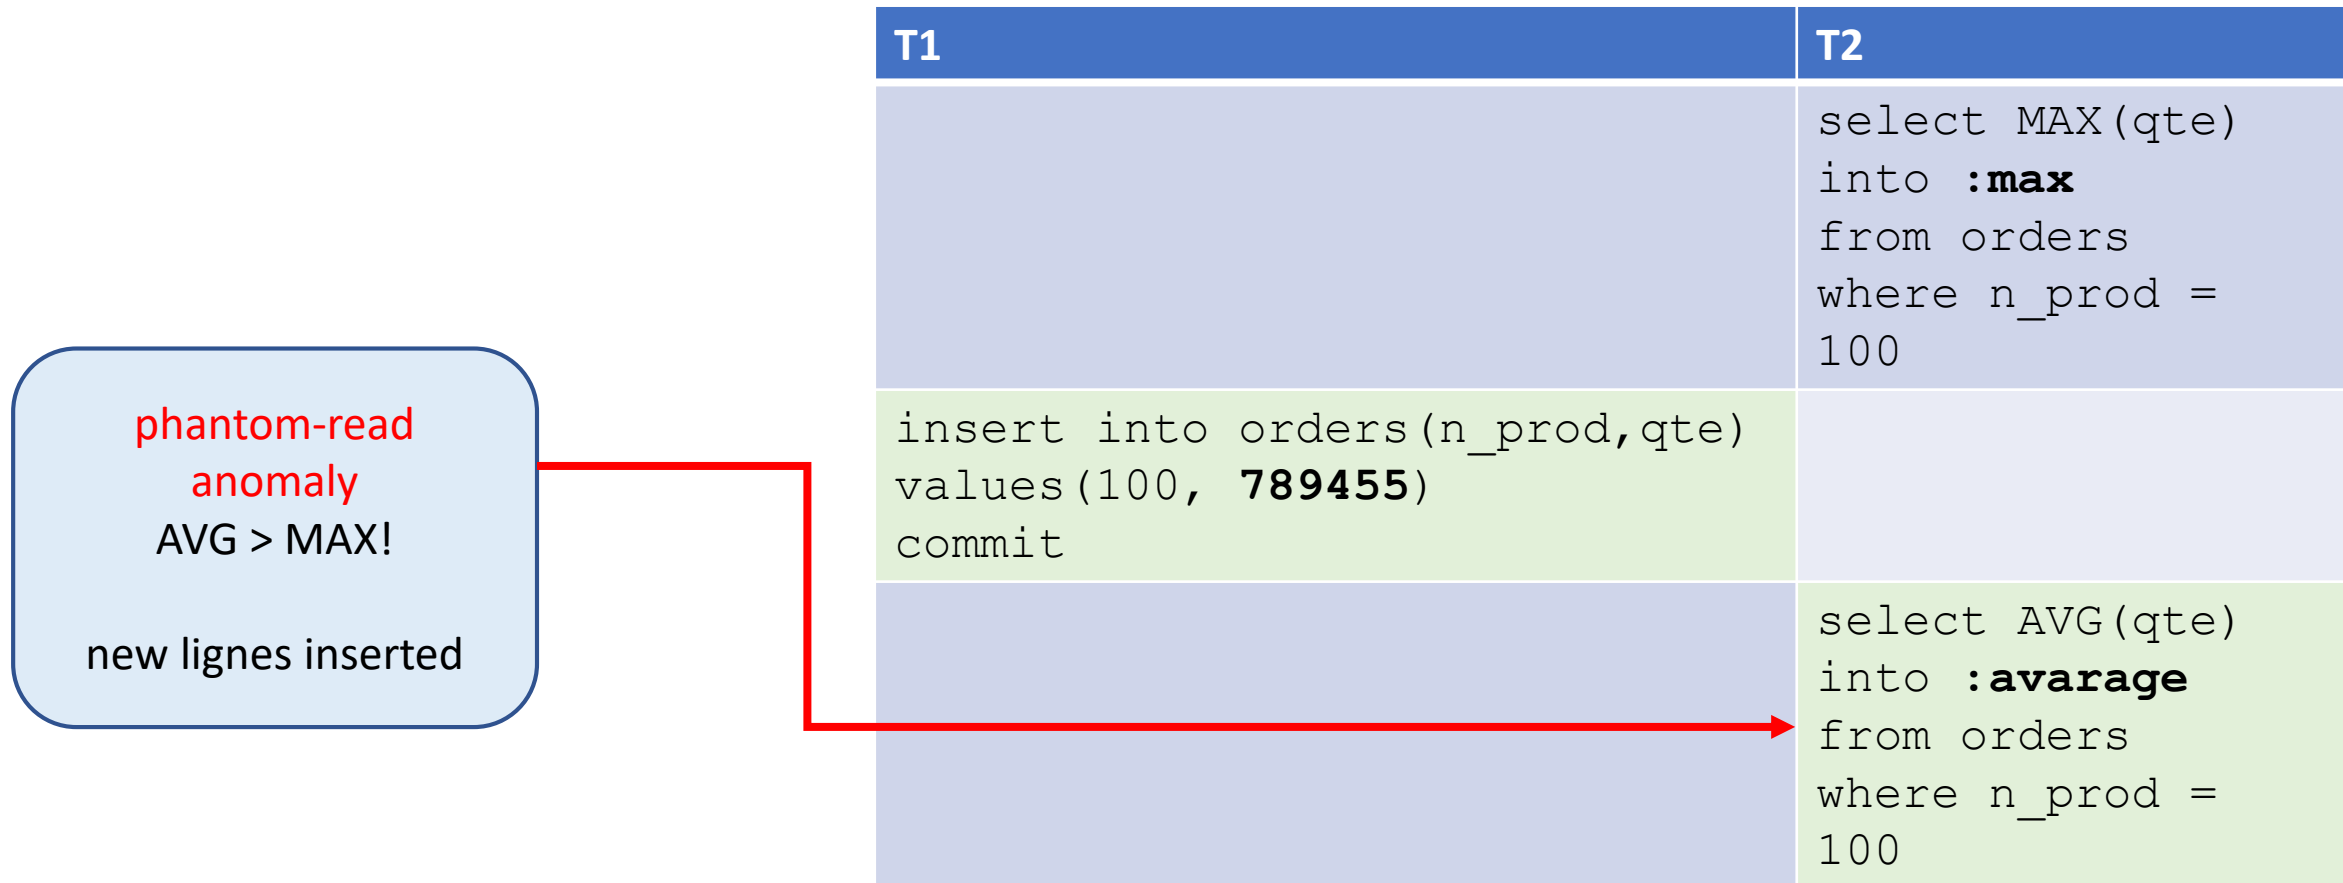 T1
T2
select MAX(qte)
into :max
from orders
where n_prod =
100
phantom-read
anomaly
AVG > MAX!
new lignes inserted
insert into orders(n_prod,qte)
values(100, 789455)
commit
select AVG(qte)
into :avarage
from orders
where n_prod =
100